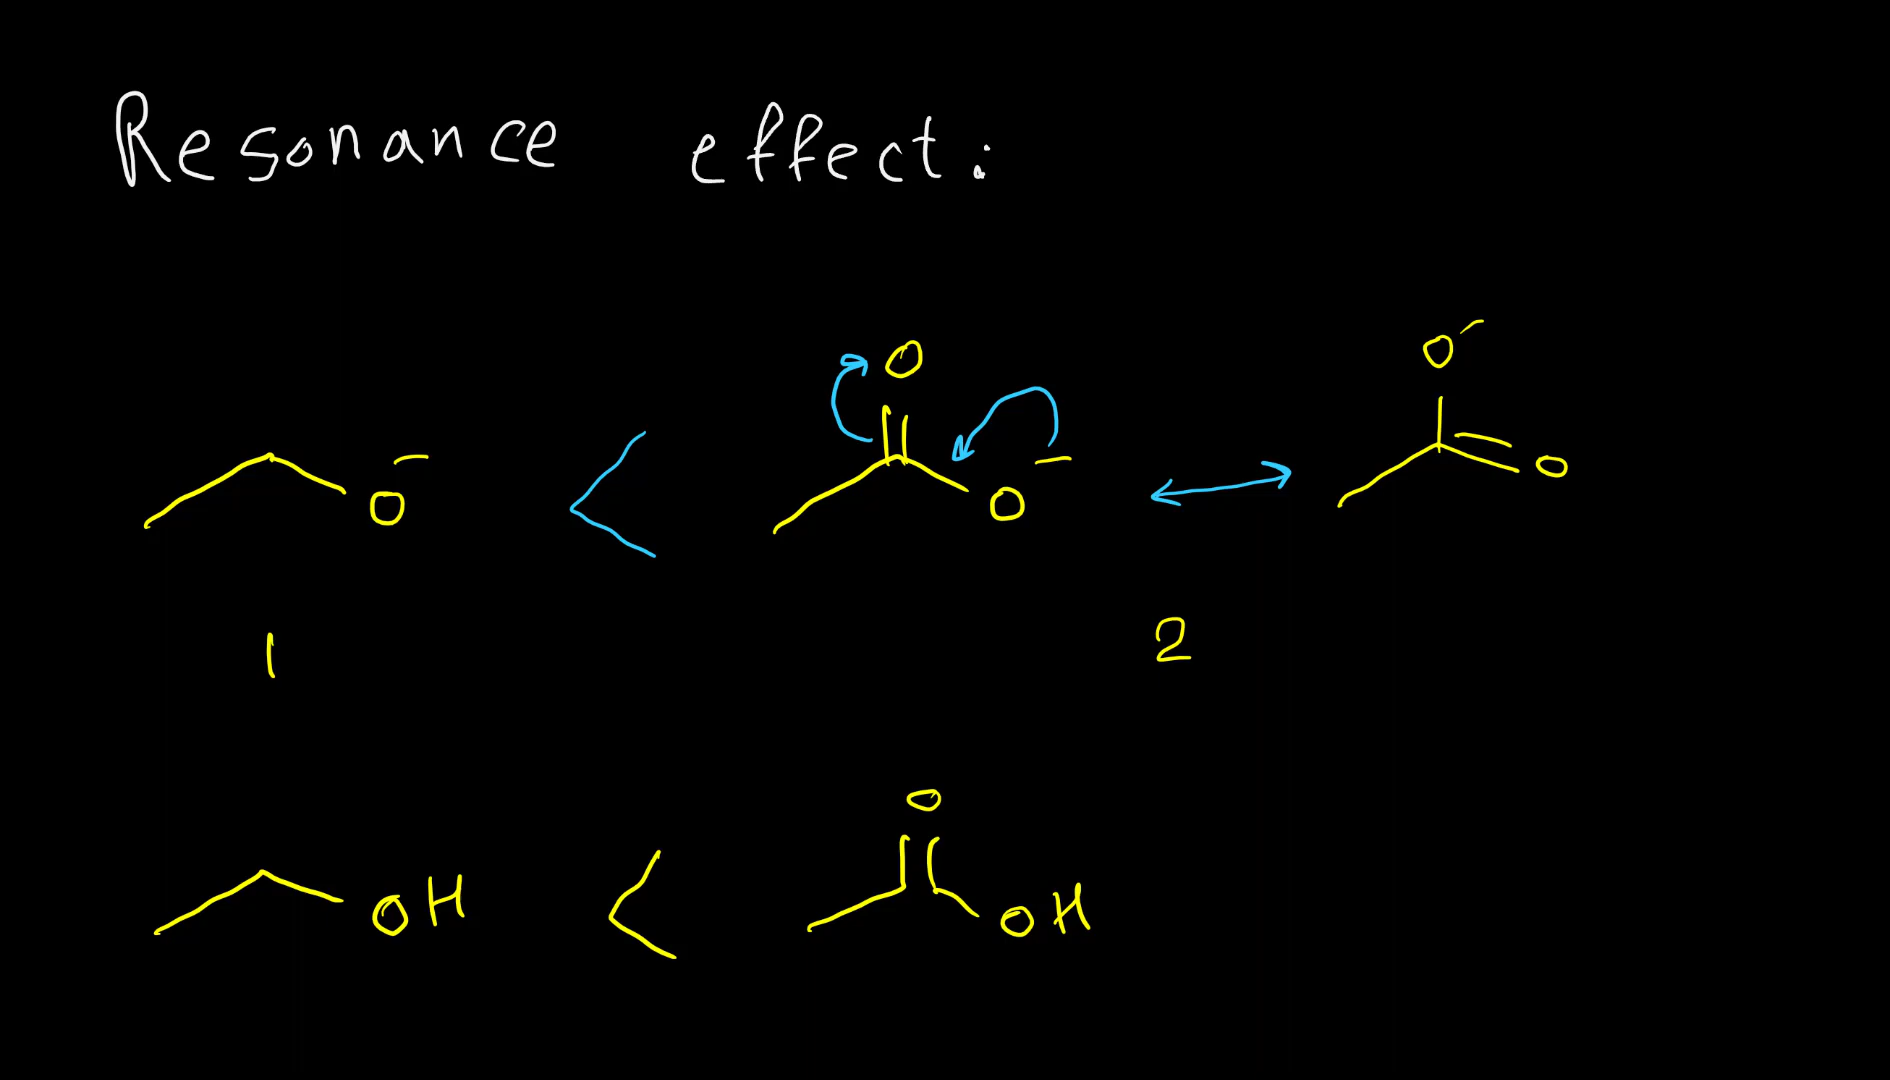 Resonance effect:
O O⁻
O⁻ < O⁻ ↔ O
1 2
O
OH < OH